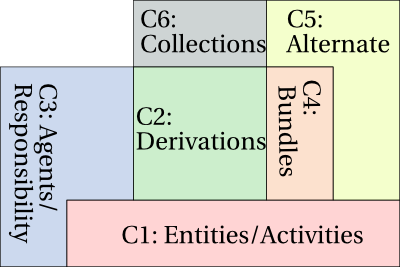 C6:
Collections
C5:
Alternate
C3: Agents/
Responsibility
C2:
Derivations
C4:
Bundles
C1: Entities/Activities